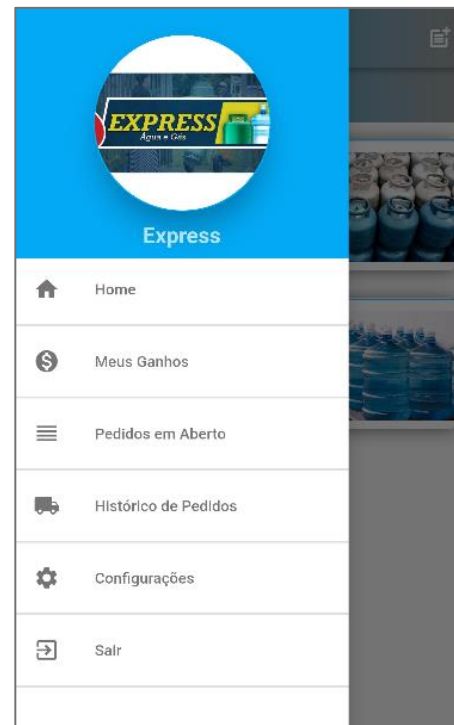 EXPRESS
Água e Gás
Express
Home
Meus Ganhos
Pedidos em Aberto
Histórico de Pedidos
Configurações
Sair